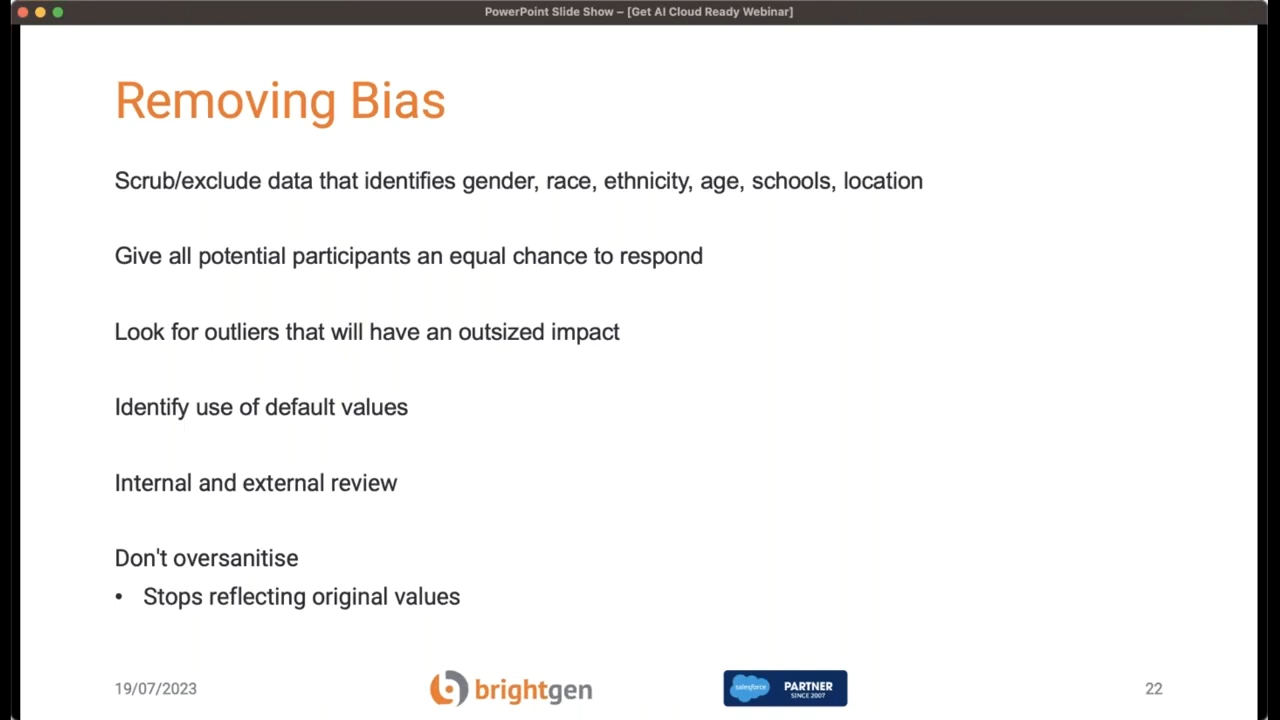 PowerPoint Slide Show – [Get AI Cloud Ready Webinar]
Removing Bias
Scrub/exclude data that identifies gender, race, ethnicity, age, schools, location
Give all potential participants an equal chance to respond
Look for outliers that will have an outsized impact
Identify use of default values
Internal and external review
Don't oversanitise
• Stops reflecting original values
19/07/2023
brightgen
salesforce
PARTNER
SINCE 2007
22